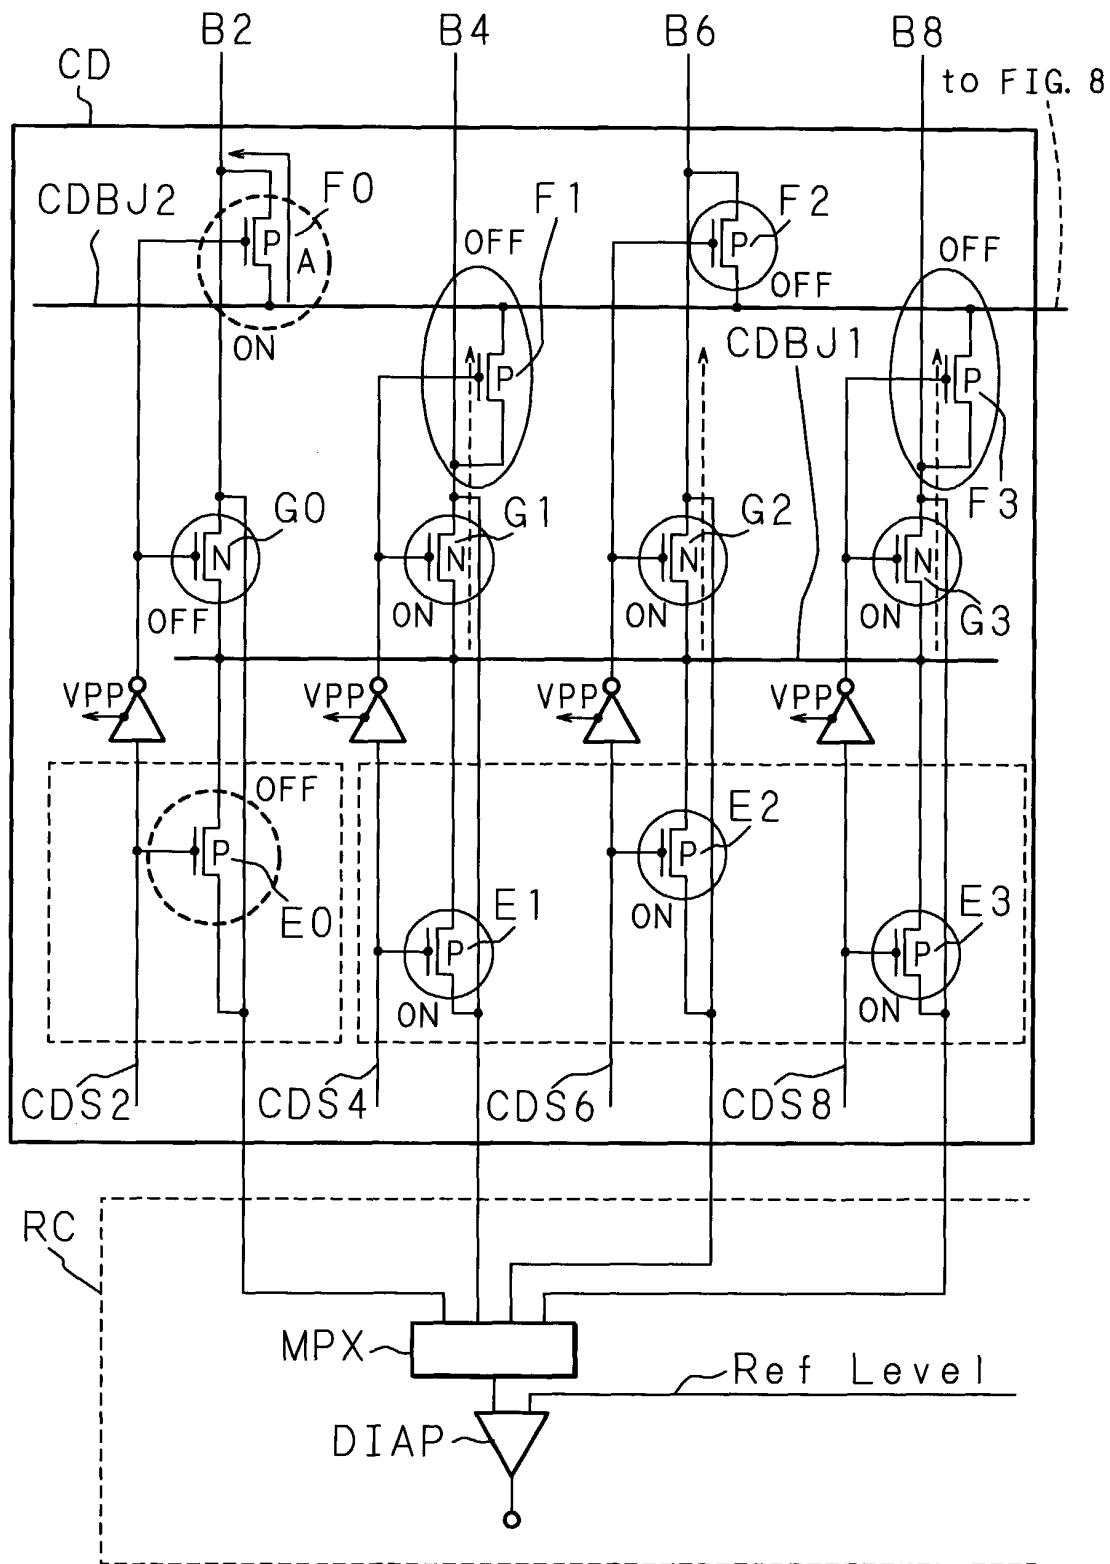 B2 B4 B6 B8
CD
to FIG. 8
CDBJ2
F0
F1
F2
P
A
P
OFF
OFF
OFF
ON
CDBJ1
P
P
G0
G1
G2
F3
N
N
N
N
OFF
ON
ON
ON
G3
VPP
VPP
VPP
VPP
OFF
E2
P
P
E0
E1
ON
E3
P
P
ON
ON
CDS2
CDS4
CDS6
CDS8
RC
MPX
Ref Level
DIAP